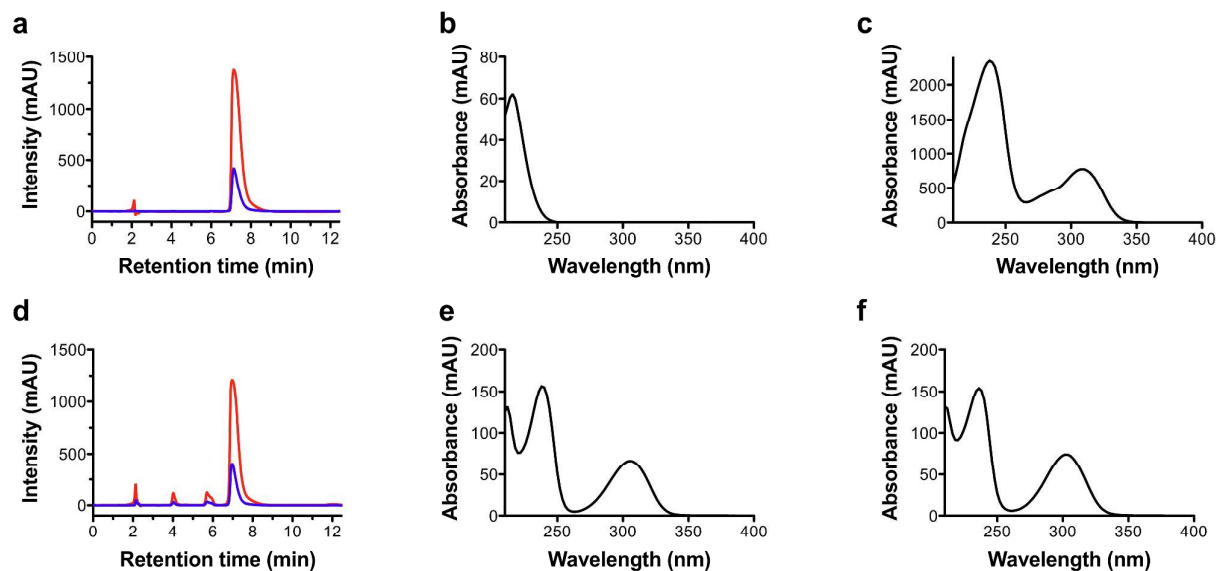 a
1500
1000
500
0
Intensity (mAU)
0 2 4 6 8 10 12
Retention time (min)
b
80
60
40
20
0
Absorbance (mAU)
250 300 350 400
Wavelength (nm)
c
2000
1500
1000
500
0
Absorbance (mAU)
250 300 350 400
Wavelength (nm)
d
1500
1000
500
0
Intensity (mAU)
0 2 4 6 8 10 12
Retention time (min)
e
200
150
100
50
0
Absorbance (mAU)
250 300 350 400
Wavelength (nm)
f
200
150
100
50
0
Absorbance (mAU)
250 300 350 400
Wavelength (nm)